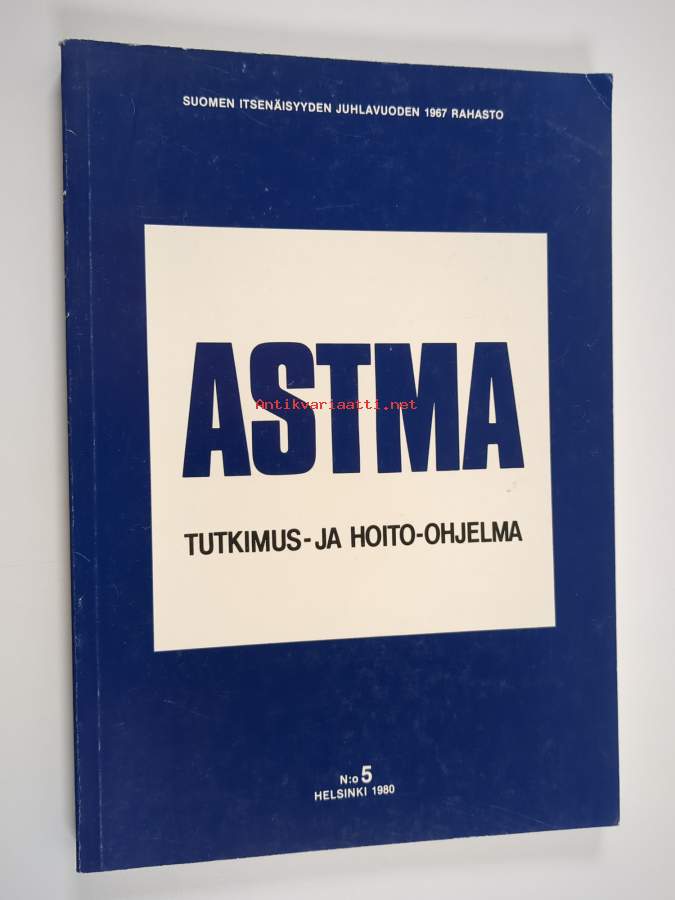 SUOMEN ITSENÄISYYDEN JUHLAVUODEN 1967 RAHASTO
ASTMA
Antikvariaatti.net
TUTKIMUS- JA HOITO-OHJELMA
N:o 5
HELSINKI 1980